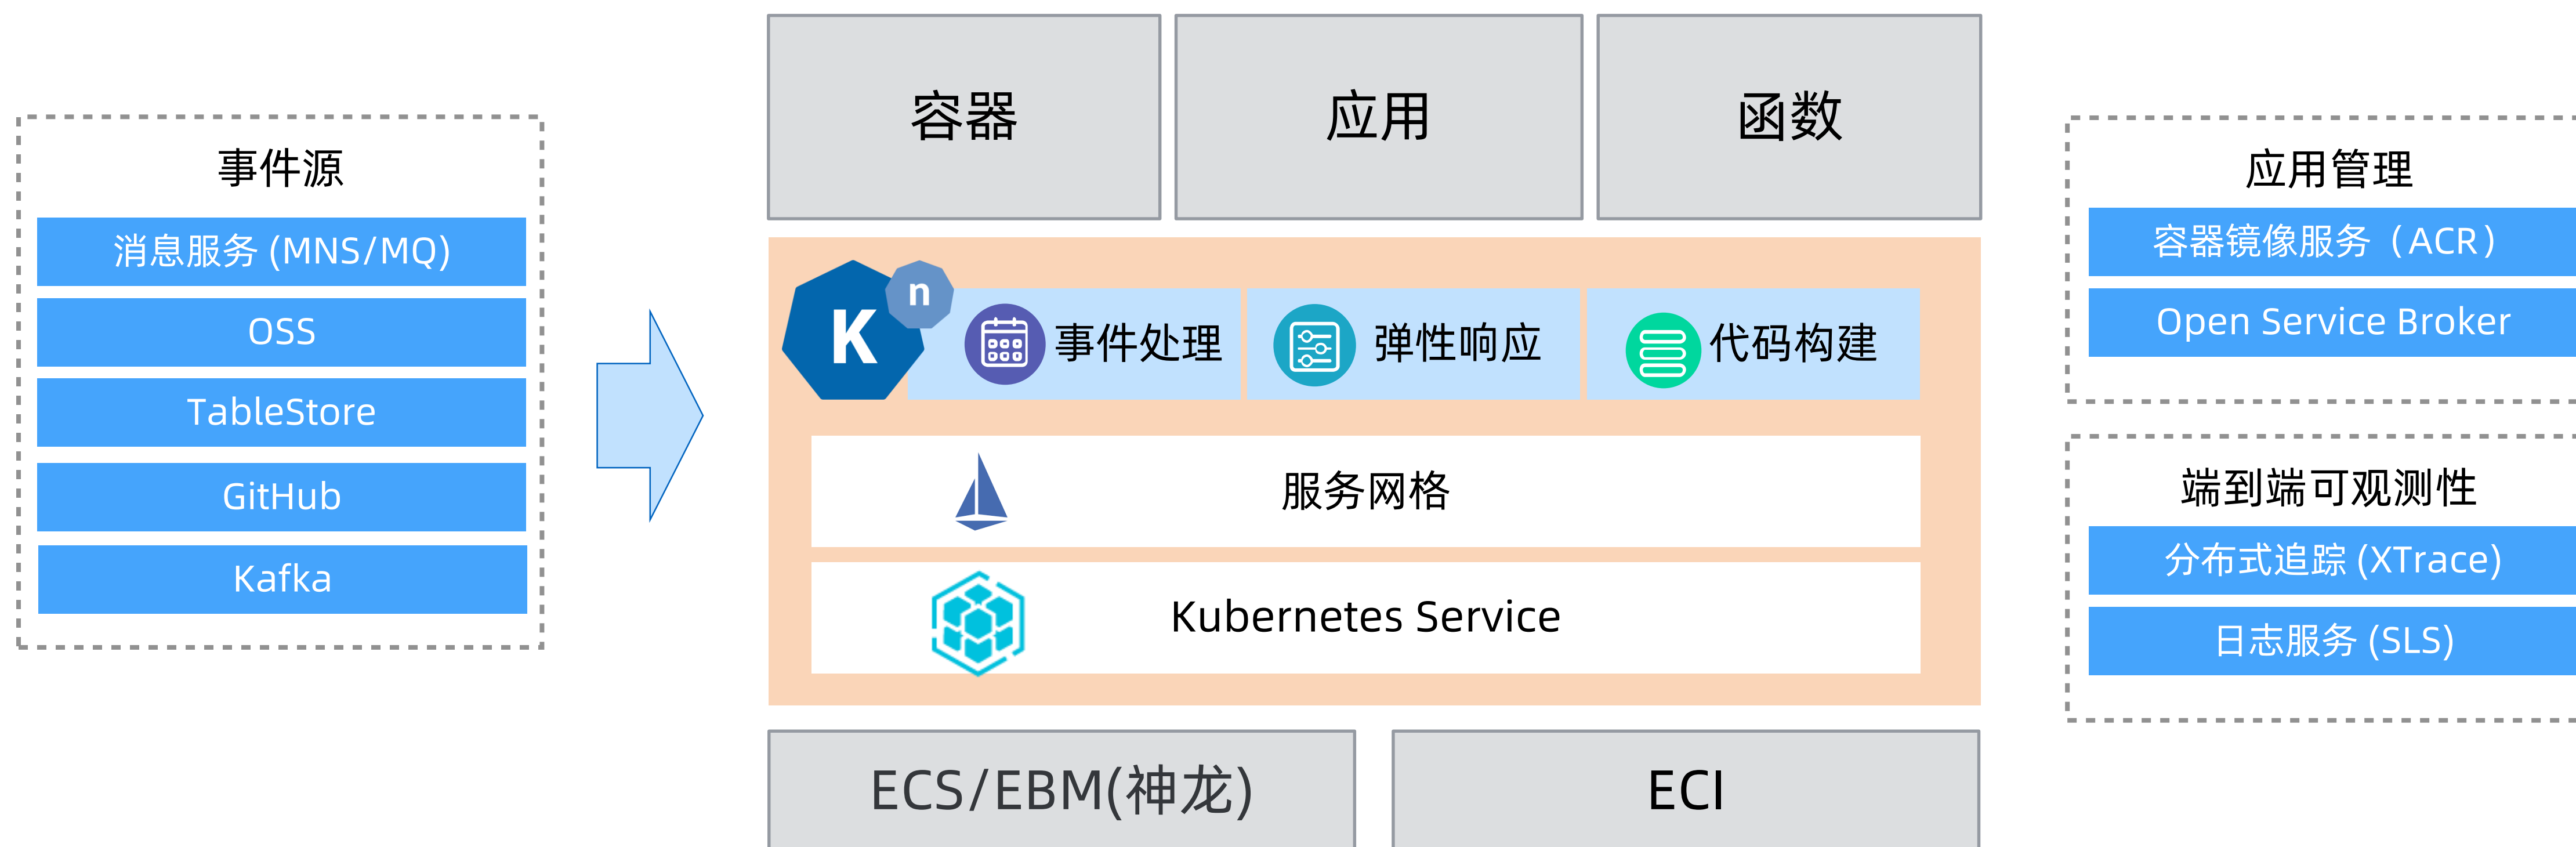 事件源
消息服务 (MNS/MQ)
OSS
TableStore
GitHub
Kafka
容器
应用
函数
K
n
事件处理
弹性响应
代码构建
服务网格
Kubernetes Service
ECS/EBM(神龙)
ECI
应用管理
容器镜像服务（ACR）
Open Service Broker
端到端可观测性
分布式追踪 (XTrace)
日志服务 (SLS)